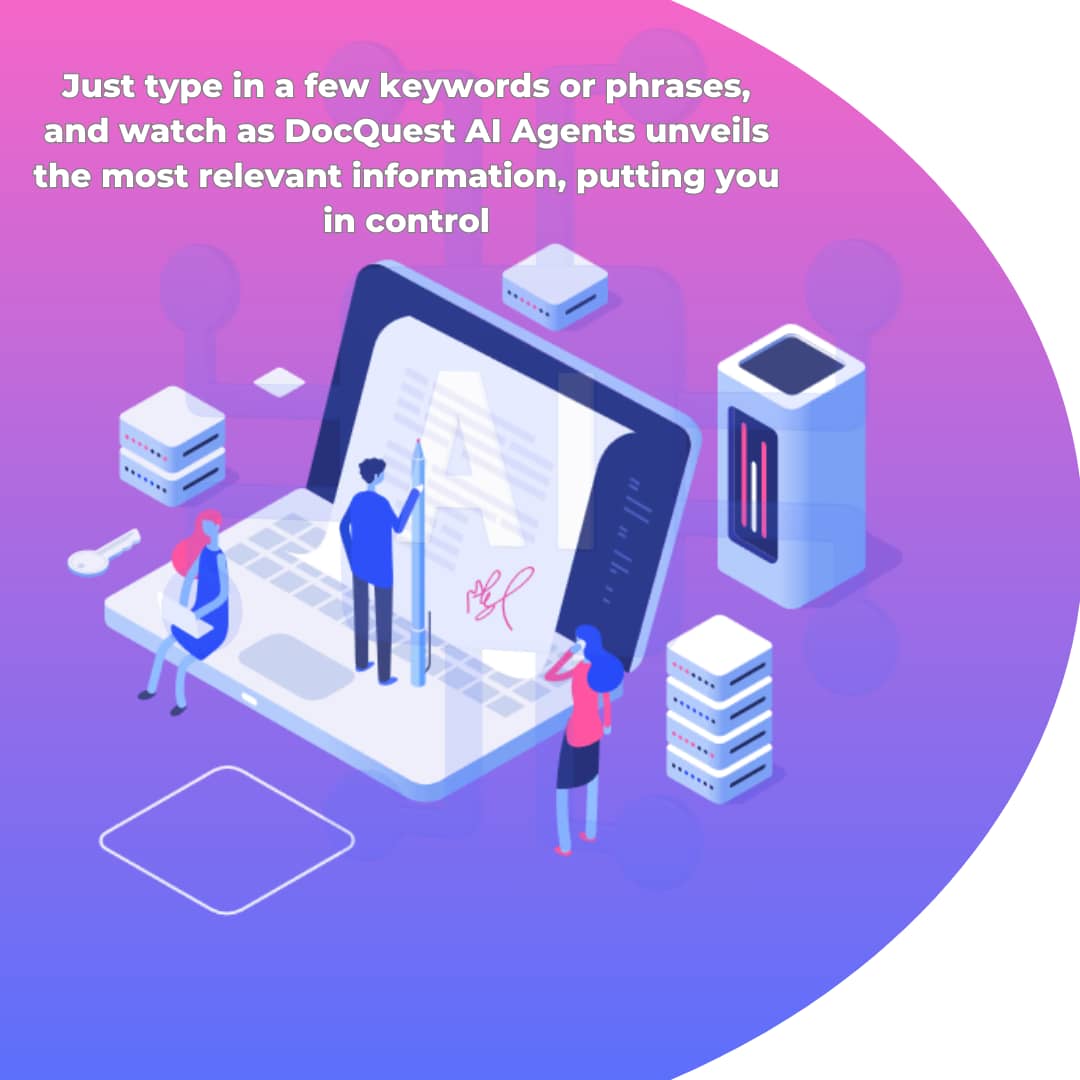 Just type in a few keywords or phrases,
and watch as DocQuest AI Agents unveils
the most relevant information, putting you
in control
AI